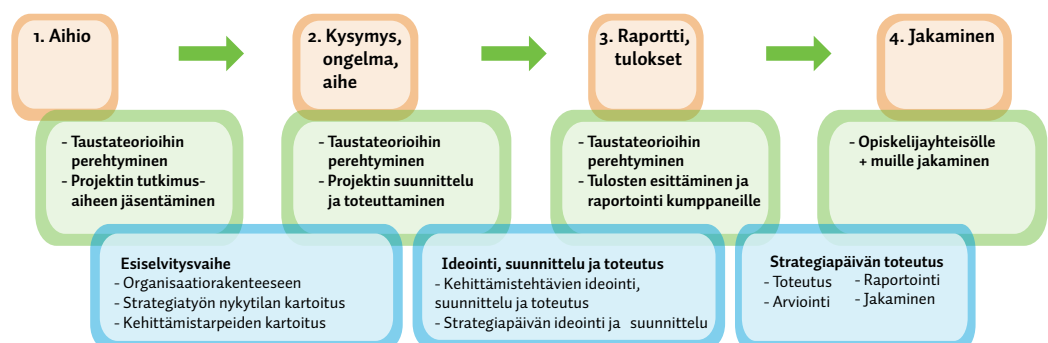 1. Aihio
2. Kysymys,
ongelma,
aihe
3. Raportti,
tulokset
4. Jakaminen
- Taustateorioihin
perehtyminen
- Projektin tutkimus-
aiheen jäsentäminen
- Taustateorioihin
perehtyminen
- Projektin suunnittelu
ja toteuttaminen
- Taustateorioihin
perehtyminen
- Tulosten esittäminen ja
raportointi kumppaneille
- Opiskelijayhteisölle
+ muille jakaminen
Esiselvitysvaihe
- Organisaatiorakenteeseen
- Strategiatyön nykytilan kartoitus
- Kehittämistarpeiden kartoitus
Ideointi, suunnittelu ja toteutus
- Kehittämistehtävien ideointi,
suunnittelu ja toteutus
- Strategiapäivän ideointi ja suunnittelu
Strategiapäivän toteutus
- Toteutus
- Arviointi
- Raportointi
- Jakaminen